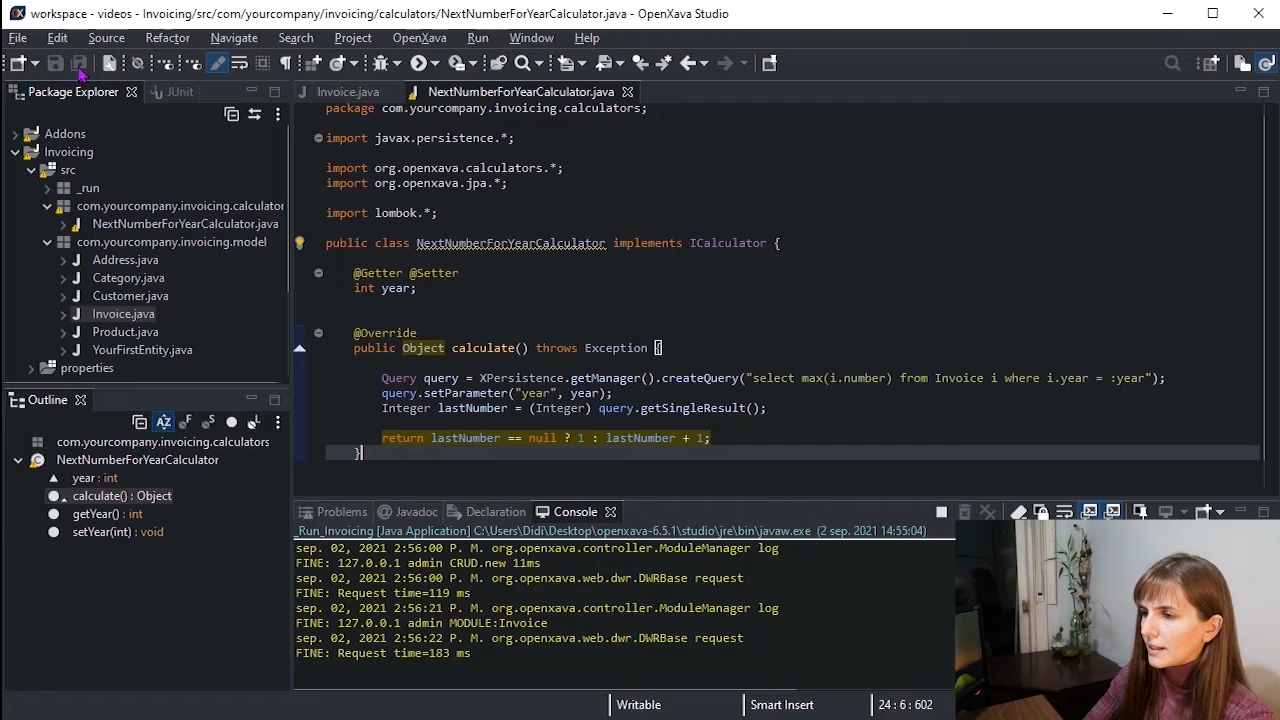 workspace - videos - Invoicing/src/com/yourcompany/invoicing/calculators/NextNumberForYearCalculator.java - OpenXava Studio
File Edit Source Refactor Navigate Search Project OpenXava Run Window Help
Package Explorer JUnit
Addons
Invoicing
src
_run
com.yourcompany.invoicing.calculator
NextNumberForYearCalculator.java
com.yourcompany.invoicing.model
Address.java
Category.java
Customer.java
Invoice.java
Product.java
YourFirstEntity.java
properties
Outline
com.yourcompany.invoicing.calculators
NextNumberForYearCalculator
year : int
calculate() : Object
getYear() : int
setYear(int) : void
Invoice.java NextNumberForYearCalculator.java
package com.yourcompany.invoicing.calculators;
import javax.persistence.*;
import org.openxava.calculators.*;
import org.openxava.jpa.*;
import lombok.*;
public class NextNumberForYearCalculator implements ICalculator {
@Getter @Setter
int year;
@Override
public Object calculate() throws Exception {
Query query = XPersistence.getManager().createQuery("select max(i.number) from Invoice i where i.year = :year");
query.setParameter("year", year);
Integer lastNumber = (Integer) query.getSingleResult();
return lastNumber == null ? 1 : lastNumber + 1;
}
Problems Javadoc Declaration Console
_Run_Invoicing [Java Application] C:\Users\Didi\Desktop\openxava-6.5.1\studio\jre\bin\javaw.exe (2 sep. 2021 14:55:04)
sep. 02, 2021 2:56:00 P. M. org.openxava.controller.ModuleManager log
FINE: 127.0.0.1 admin CRUD.new 11ms
sep. 02, 2021 2:56:00 P. M. org.openxava.web.dwr.DWRBase request
FINE: Request time=119 ms
sep. 02, 2021 2:56:21 P. M. org.openxava.controller.ModuleManager log
FINE: 127.0.0.1 admin MODULE:Invoice
sep. 02, 2021 2:56:22 P. M. org.openxava.web.dwr.DWRBase request
FINE: Request time=183 ms
Writable Smart Insert 24 : 6 : 602